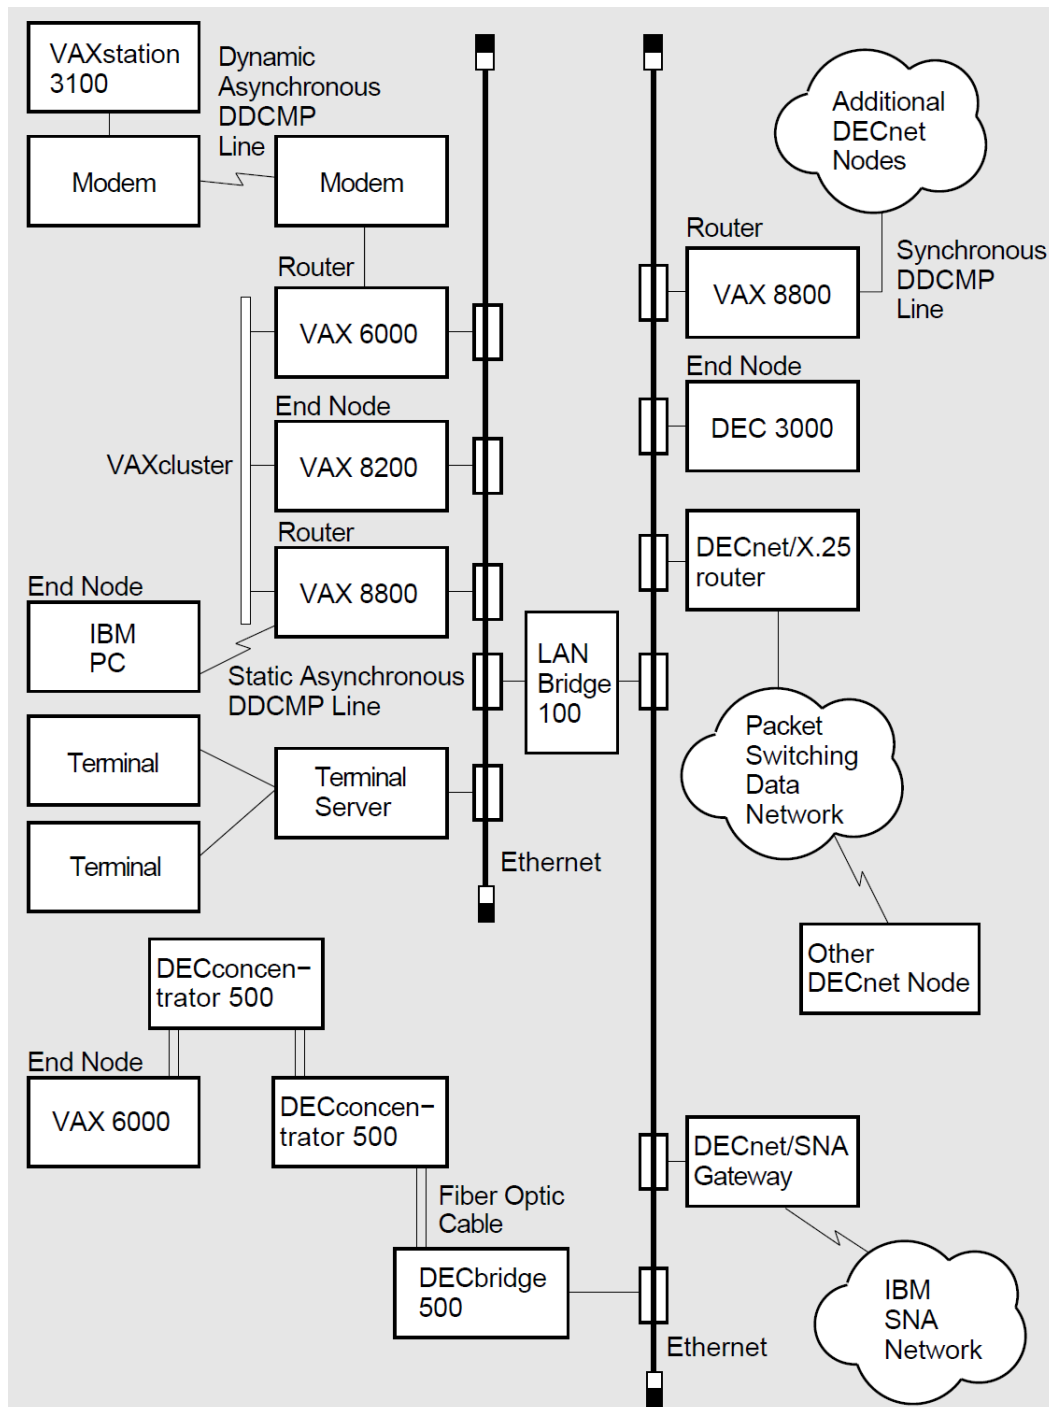 VAXstation
3100
Dynamic
Asynchronous
DDCMP
Line
Modem
Modem
Router
VAX 6000
End Node
VAX 8200
VAXcluster
Router
VAX 8800
End Node
IBM
PC
Static Asynchronous
DDCMP Line
LAN
Bridge
100
Terminal
Terminal
Server
Terminal
Ethernet
Additional
DECnet
Nodes
Router
VAX 8800
Synchronous
DDCMP
Line
End Node
DEC 3000
DECnet/X.25
router
Packet
Switching
Data
Network
Other
DECnet Node
DECconcen−
trator 500
End Node
VAX 6000
DECconcen−
trator 500
Fiber Optic
Cable
DECbridge
500
DECnet/SNA
Gateway
IBM
SNA
Network
Ethernet